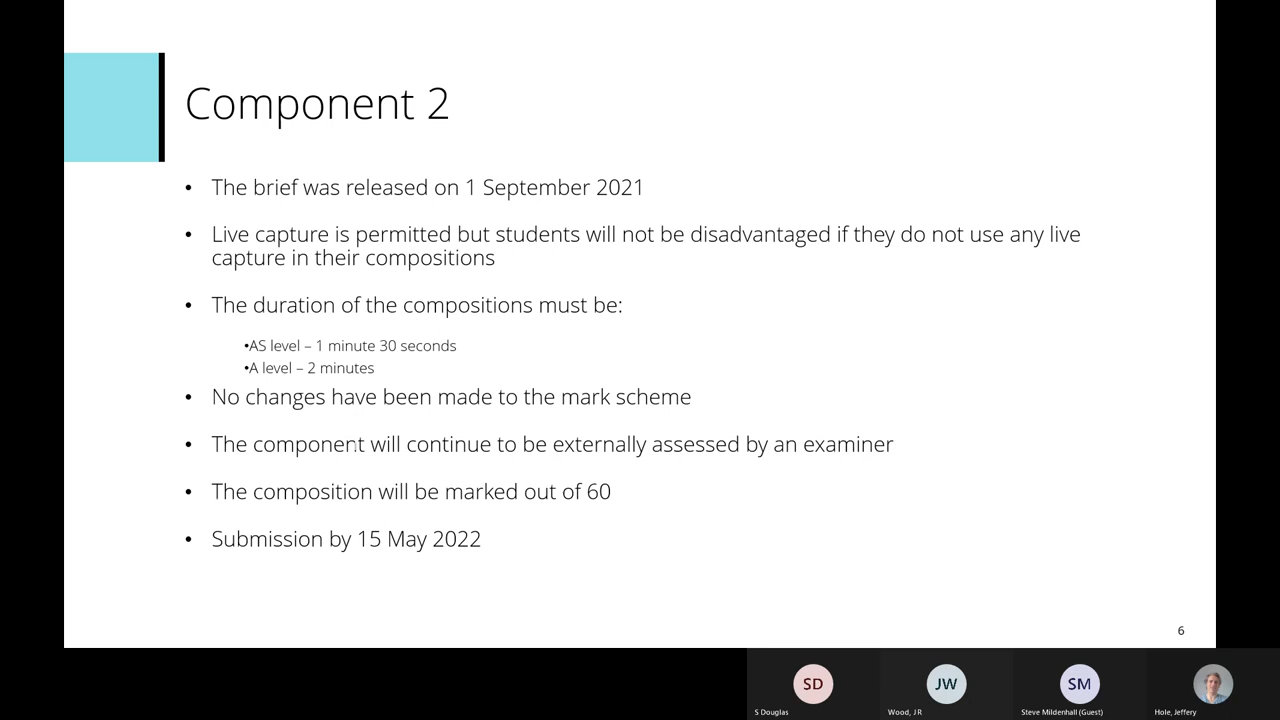 Component 2
• The brief was released on 1 September 2021
• Live capture is permitted but students will not be disadvantaged if they do not use any live
capture in their compositions
• The duration of the compositions must be:
•AS level – 1 minute 30 seconds
•A level – 2 minutes
• No changes have been made to the mark scheme
• The component will continue to be externally assessed by an examiner
• The composition will be marked out of 60
• Submission by 15 May 2022
6
SD
JW
SM
S Douglas
Wood, J R
Steve Mildenhall (Guest)
Hole, Jeffery